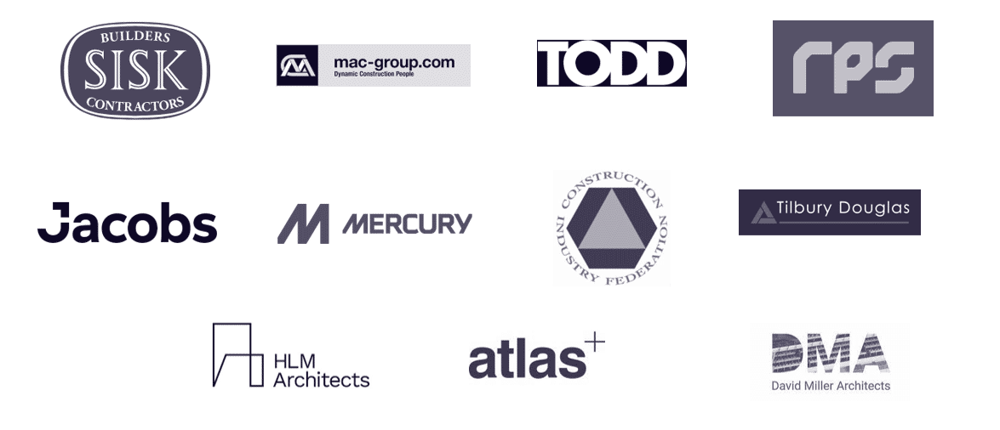 BUILDERS
SISK
CONTRACTORS
mac-group.com
Dynamic Construction People
TODD
rps
Jacobs
M MERCURY
CONSTRUCTION
INDUSTRY FEDERATION
Tilbury Douglas
HLM
Architects
atlas+
DMA
David Miller Architects